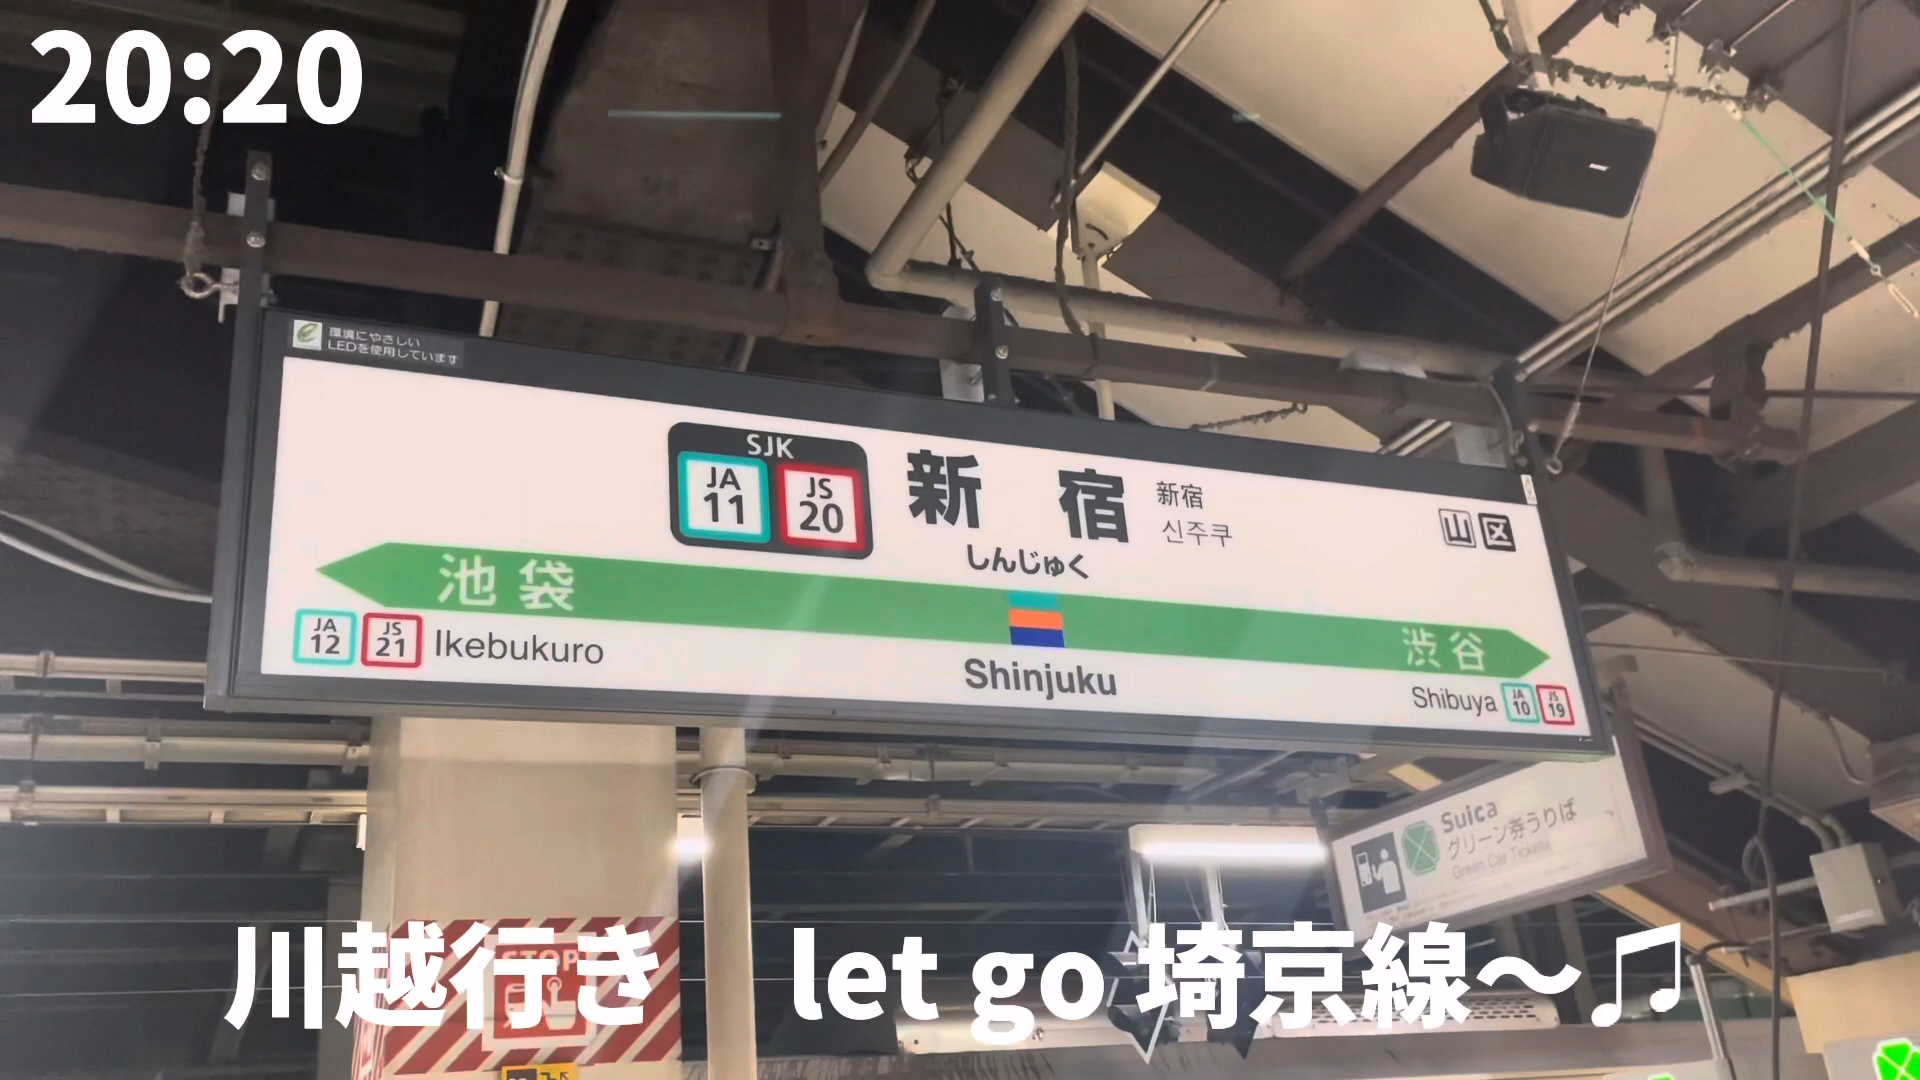 20:20
環境にやさしい
LEDを使用しています
SJK
JA
11
JS
20
新宿
新宿
신주쿠
しんじゅく
山 区
池袋
渋谷
JA
12
JS
21
Ikebukuro
Shinjuku
Shibuya
JA
10
JS
19
Suica
グリーン券うりば
Green Car Tickets
BOSE
STOP
川越行き let go 埼京線～♫